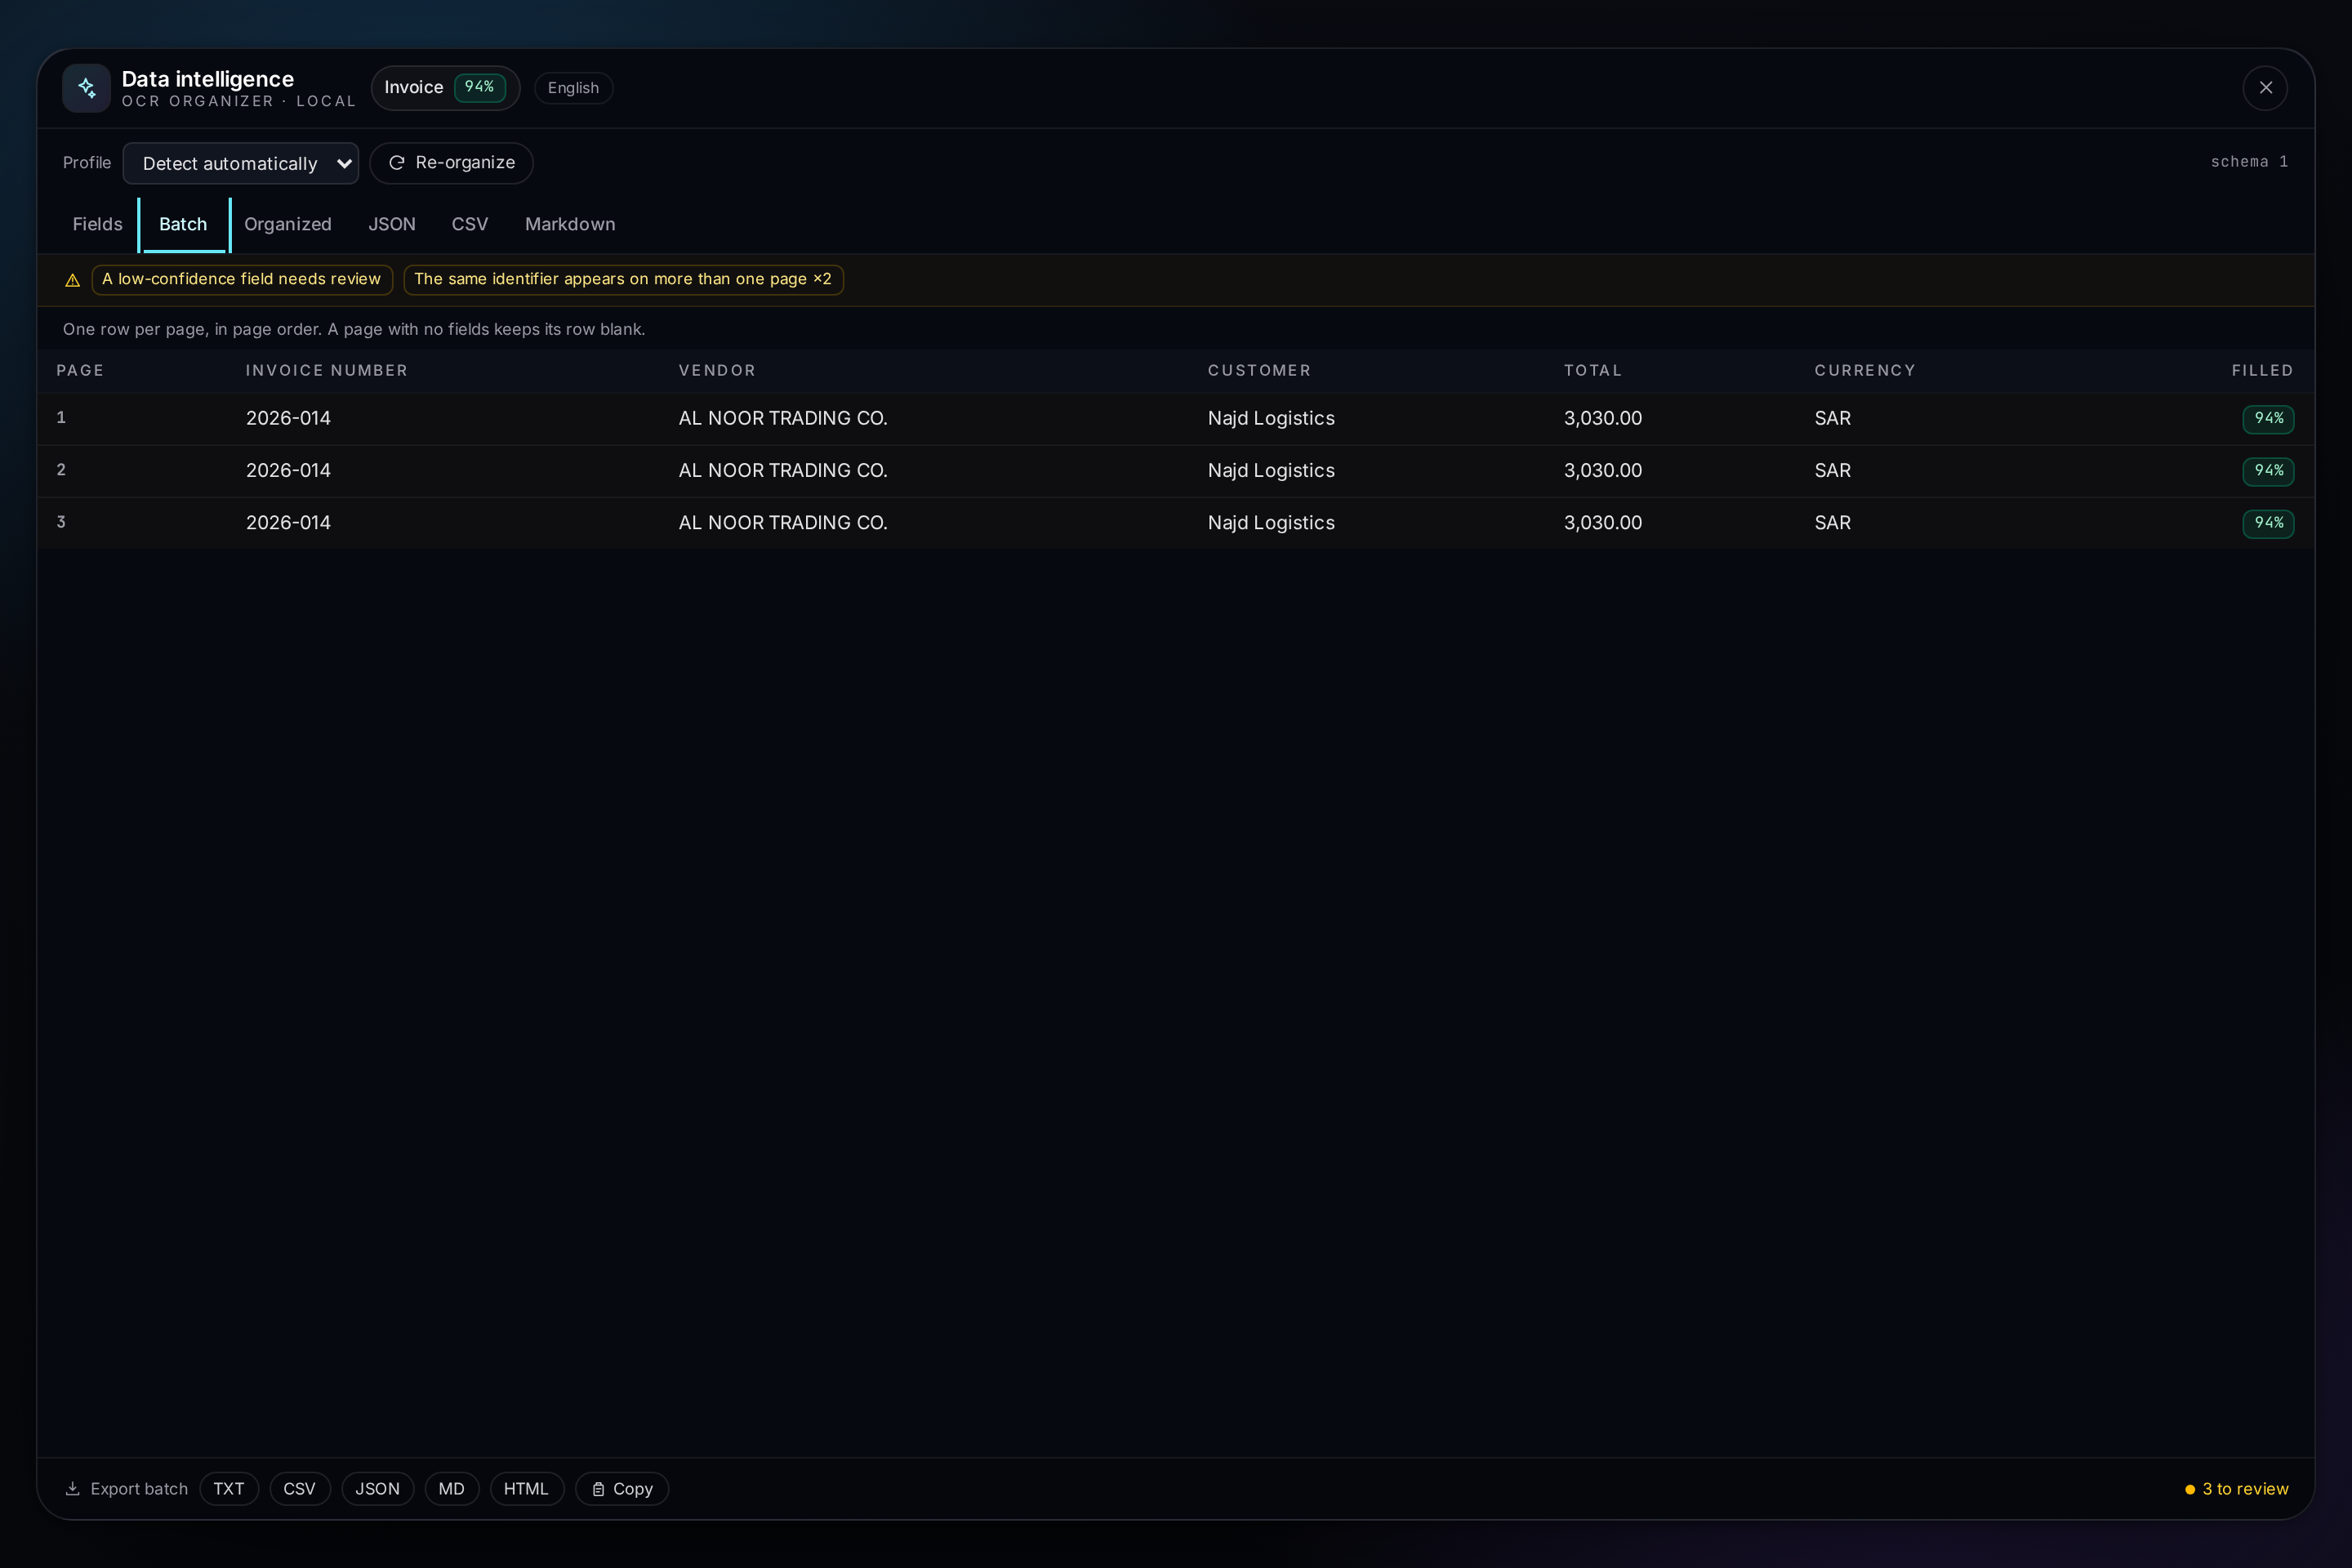 Data intelligence
OCR ORGANIZER · LOCAL
Invoice 94%
English
Profile Detect automatically Re-organize schema 1
Fields Batch Organized JSON CSV Markdown
A low-confidence field needs review The same identifier appears on more than one page ×2
One row per page, in page order. A page with no fields keeps its row blank.
PAGE INVOICE NUMBER VENDOR CUSTOMER TOTAL CURRENCY FILLED
1 2026-014 AL NOOR TRADING CO. Najd Logistics 3,030.00 SAR 94%
2 2026-014 AL NOOR TRADING CO. Najd Logistics 3,030.00 SAR 94%
3 2026-014 AL NOOR TRADING CO. Najd Logistics 3,030.00 SAR 94%
Export batch TXT CSV JSON MD HTML Copy 3 to review